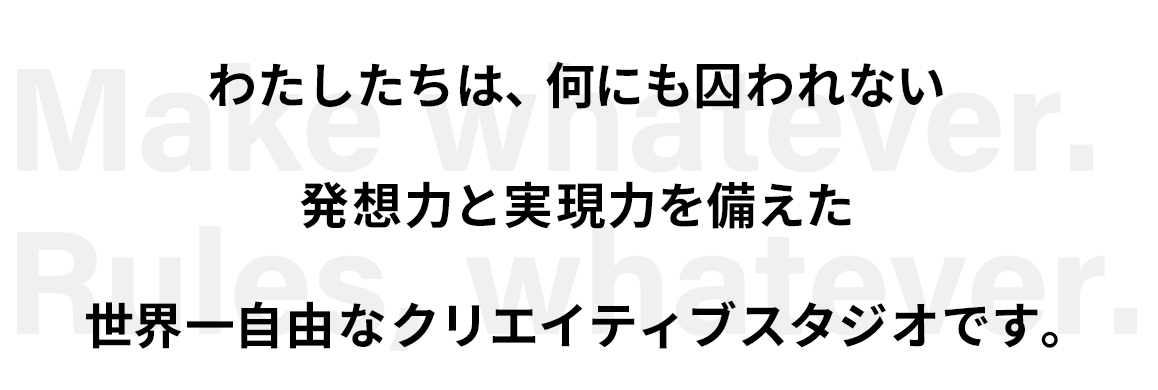 わたしたちは、何にも囚われない
Make whatever.
発想力と実現力を備えた
Rules, whatever.
世界一自由なクリエイティブスタジオです。